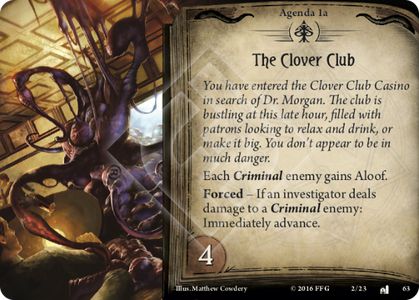 Agenda 1a
The Clover Club
You have entered the Clover Club Casino
in search of Dr. Morgan. The club is
bustling at this late hour, filled with
patrons looking to relax and drink, or
make it big. You don't appear to be in
much danger.
Each Criminal enemy gains Aloof.
Forced – If an investigator deals
damage to a Criminal enemy:
Immediately advance.
4
Illus. Matthew Cowdery
© 2016 FFG
2/23
63